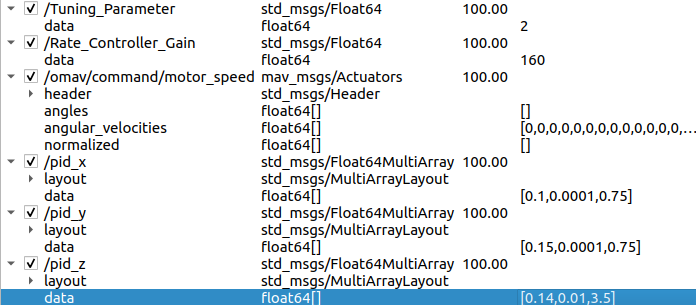 /Tuning_Parameter std_msgs/Float64 100.00
data float64 2
/Rate_Controller_Gain std_msgs/Float64 100.00
data float64 160
/omav/command/motor_speed mav_msgs/Actuators 100.00
header std_msgs/Header
angles float64[] []
angular_velocities float64[] [0,0,0,0,0,0,0,0,0,0,0,0,0,...
normalized float64[] []
/pid_x std_msgs/Float64MultiArray 100.00
layout std_msgs/MultiArrayLayout
data float64[] [0.1,0.0001,0.75]
/pid_y std_msgs/Float64MultiArray 100.00
layout std_msgs/MultiArrayLayout
data float64[] [0.15,0.0001,0.75]
/pid_z std_msgs/Float64MultiArray 100.00
layout std_msgs/MultiArrayLayout
data float64[] [0.14,0.01,3.5]